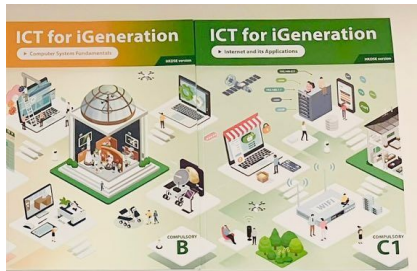 ICT for iGeneration
▶ Computer System Fundamentals
HKDSE version
COMPULSORY
B
ICT for iGeneration
▶ Internet and its Applications
HKDSE version
WIFI
COMPULSORY
C1